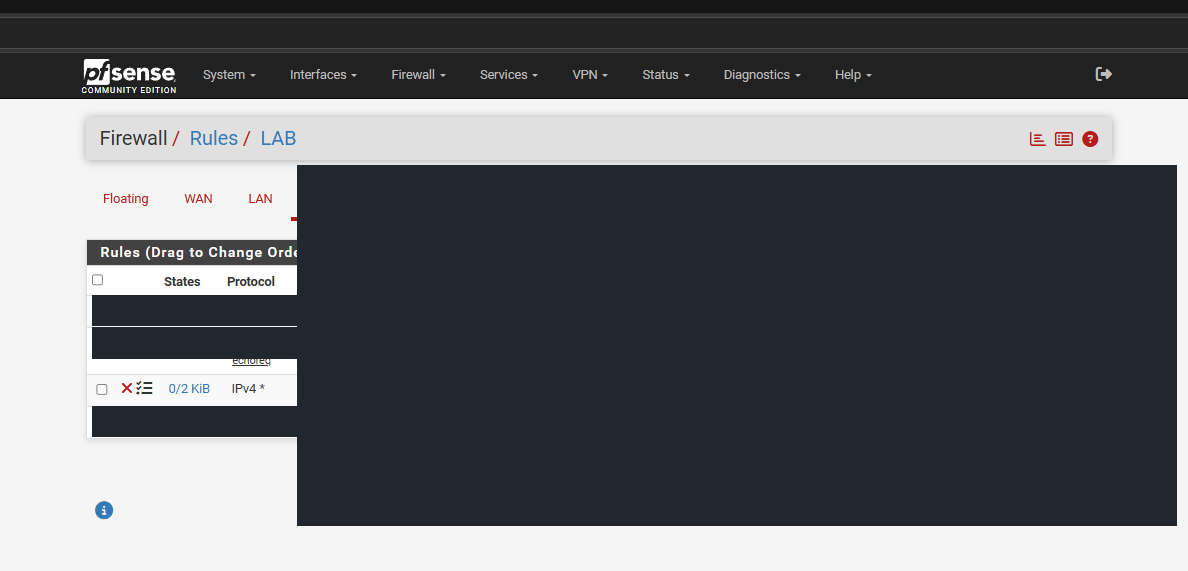 pfsense System Interfaces Firewall Services VPN Status Diagnostics Help
COMMUNITY EDITION
Firewall / Rules / LAB
Floating WAN LAN
Rules (Drag to Change Orde
States Protocol
echoreq
0/2 KiB IPv4 *